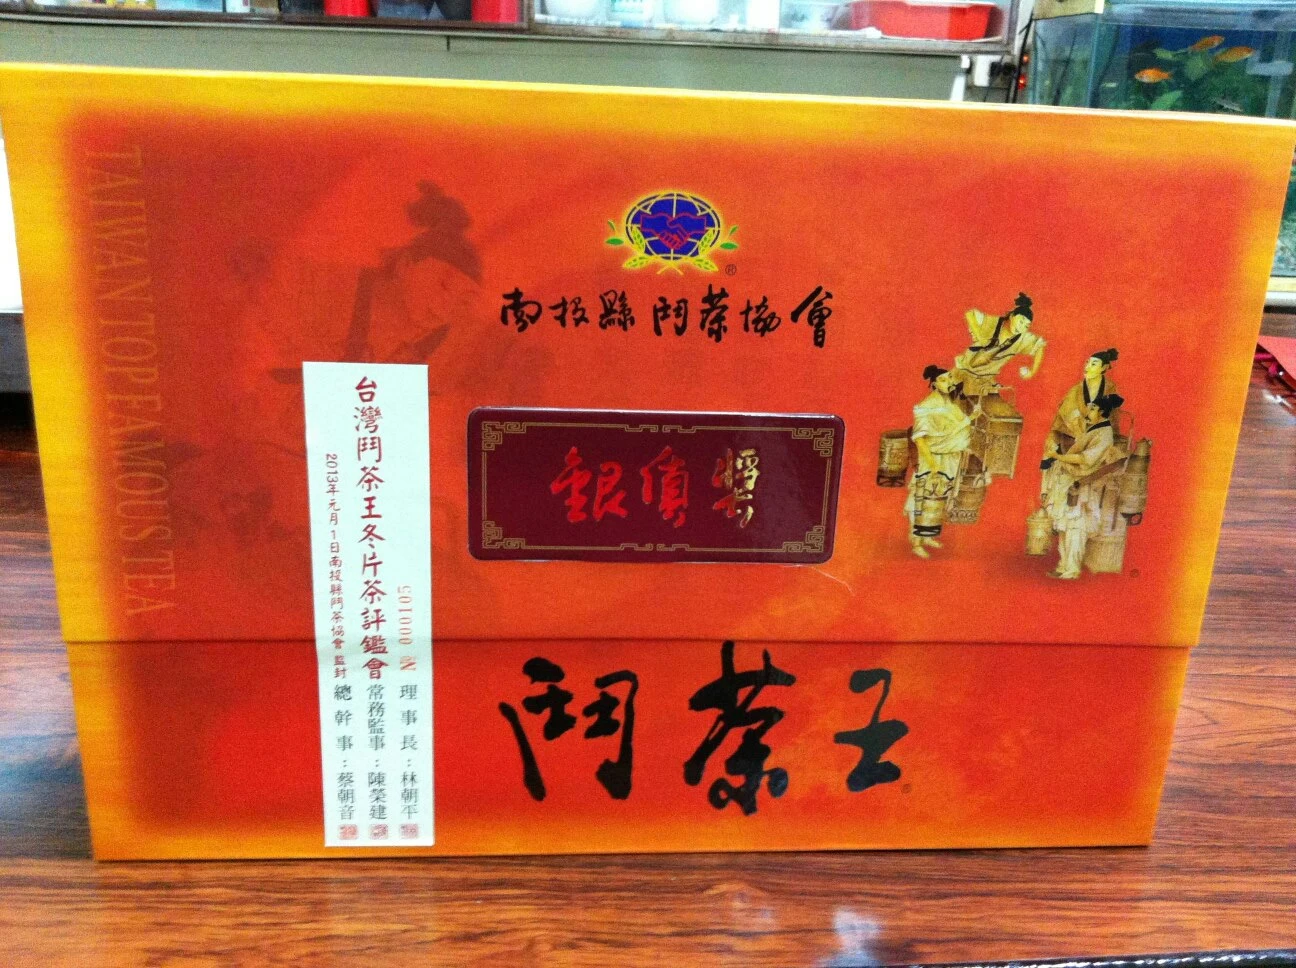 TAIWAN TOP FAMOUS TEA
®
南投縣鬥茶協會
銀質獎
台灣鬥茶王冬片茶評鑑會
2013年元月1日南投縣鬥茶協會 監封
№ 000105
理事長：林朝平
常務監事：陳榮建
總幹事：蔡朝音
鬥茶王